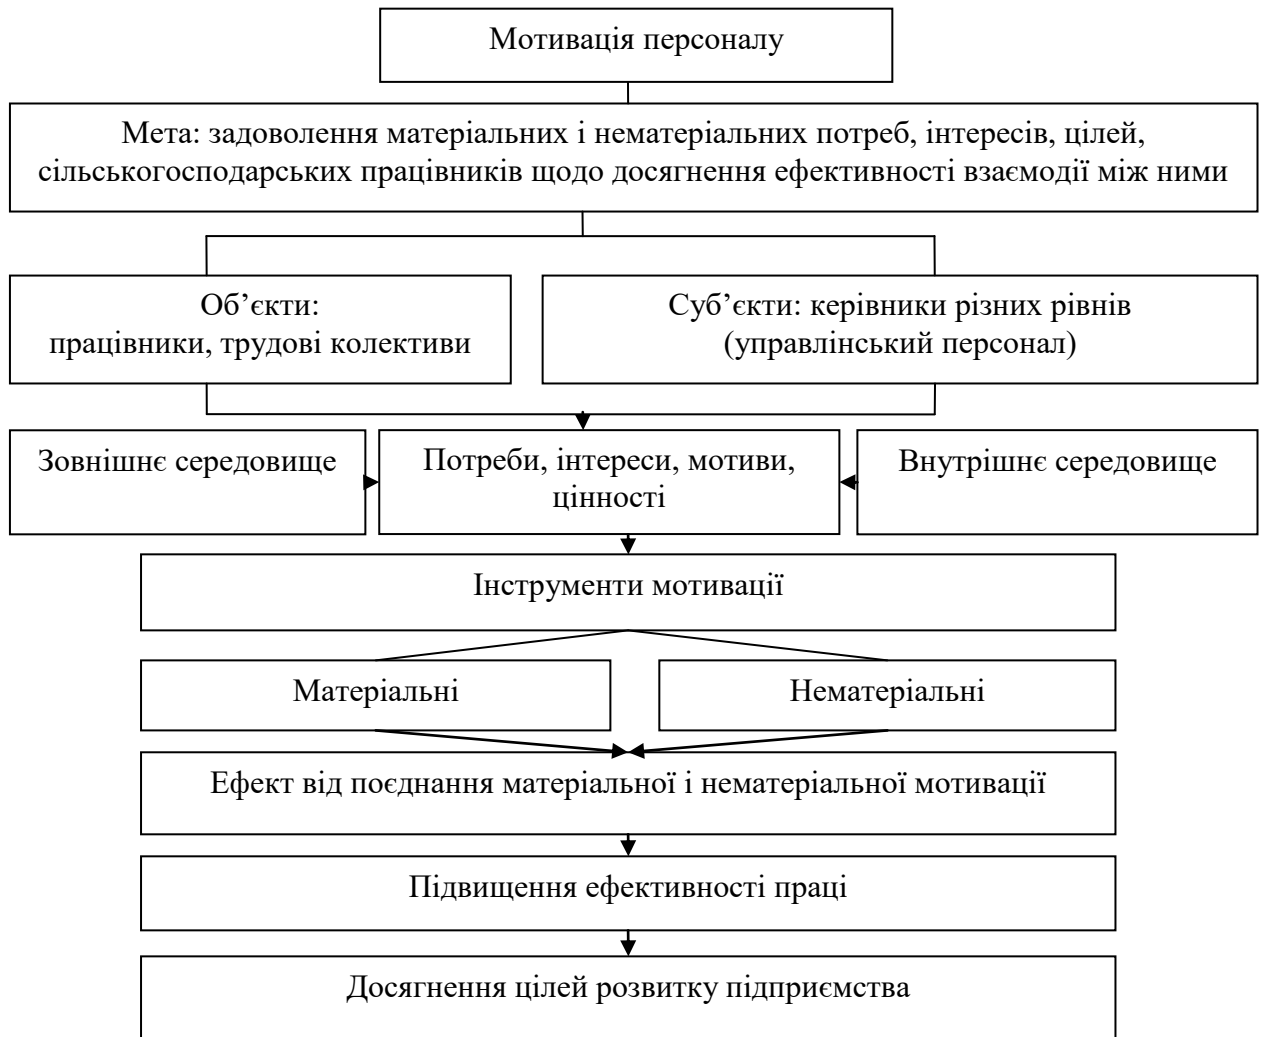 Мотивація персоналу
Мета: задоволення матеріальних і нематеріальних потреб, інтересів, цілей,
сільськогосподарських працівників щодо досягнення ефективності взаємодії між ними
Об’єкти:
працівники, трудові колективи
Суб’єкти: керівники різних рівнів
(управлінський персонал)
Зовнішнє середовище
Потреби, інтереси, мотиви,
цінності
Внутрішнє середовище
Інструменти мотивації
Матеріальні
Нематеріальні
Ефект від поєднання матеріальної і нематеріальної мотивації
Підвищення ефективності праці
Досягнення цілей розвитку підприємства